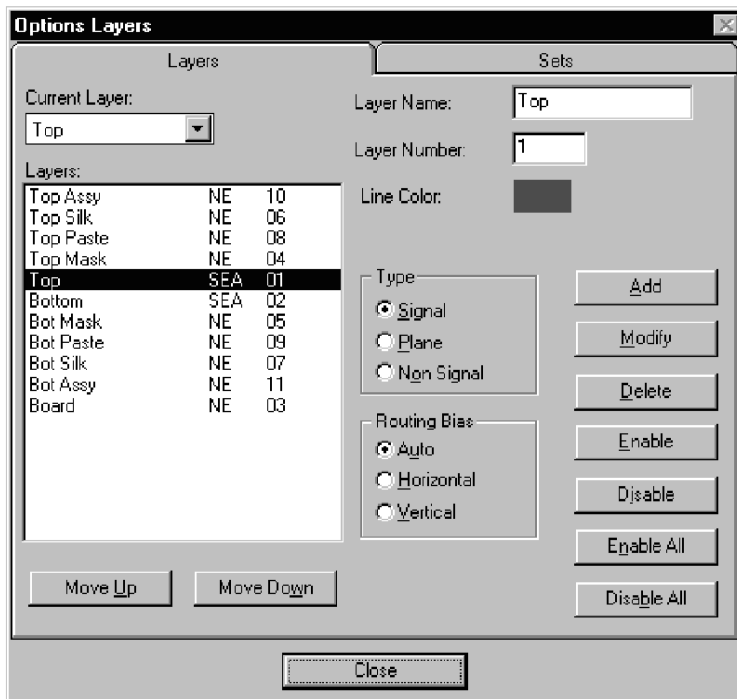 Options Layers
Layers
Sets
Current Layer:
Top
Layers:
Top Assy NE 10
Top Silk NE 06
Top Paste NE 08
Top Mask NE 04
Top SEA 01
Bottom SEA 02
Bot Mask NE 05
Bot Paste NE 09
Bot Silk NE 07
Bot Assy NE 11
Board NE 03
Move Up
Move Down
Layer Name: Top
Layer Number: 1
Line Color:
Type
Signal
Plane
Non Signal
Routing Bias
Auto
Horizontal
Vertical
Add
Modify
Delete
Enable
Disable
Enable All
Disable All
Close